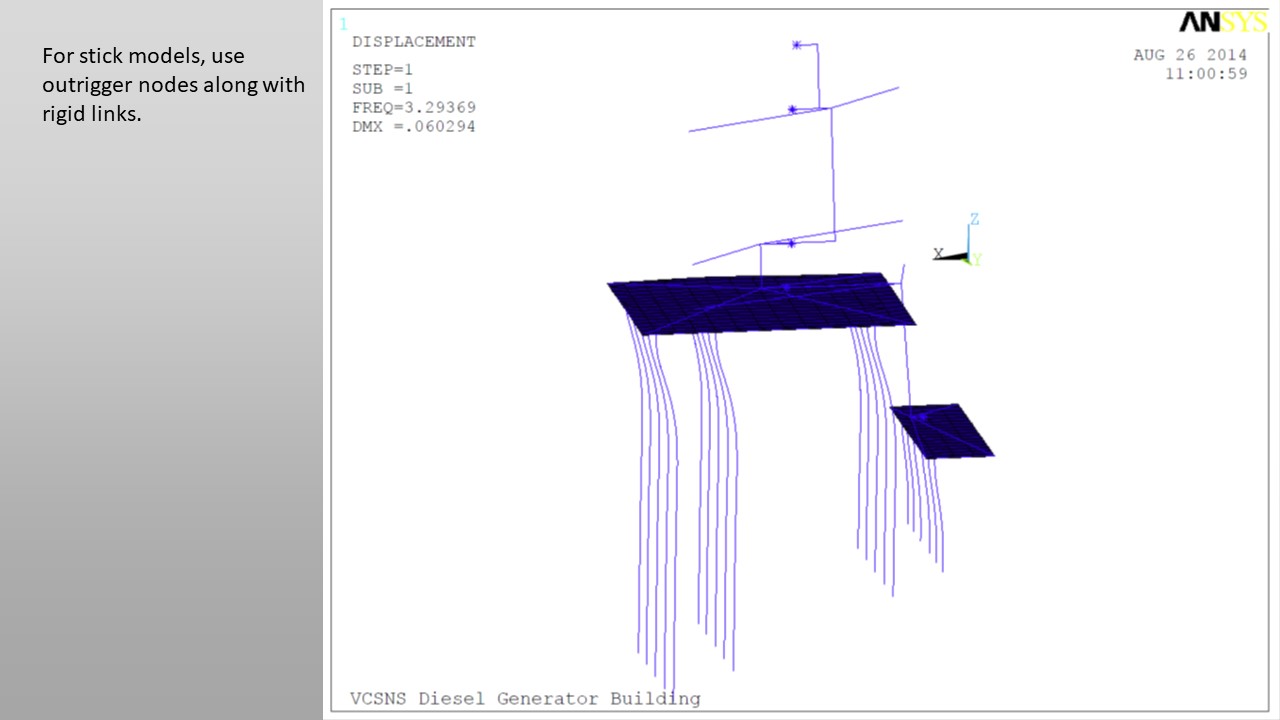 For stick models, use
outrigger nodes along with
rigid links.
1
DISPLACEMENT
STEP=1
SUB =1
FREQ=3.29369
DMX =.060294
ANSYS
AUG 26 2014
11:00:59
Z
X
Y
VCSNS Diesel Generator Building